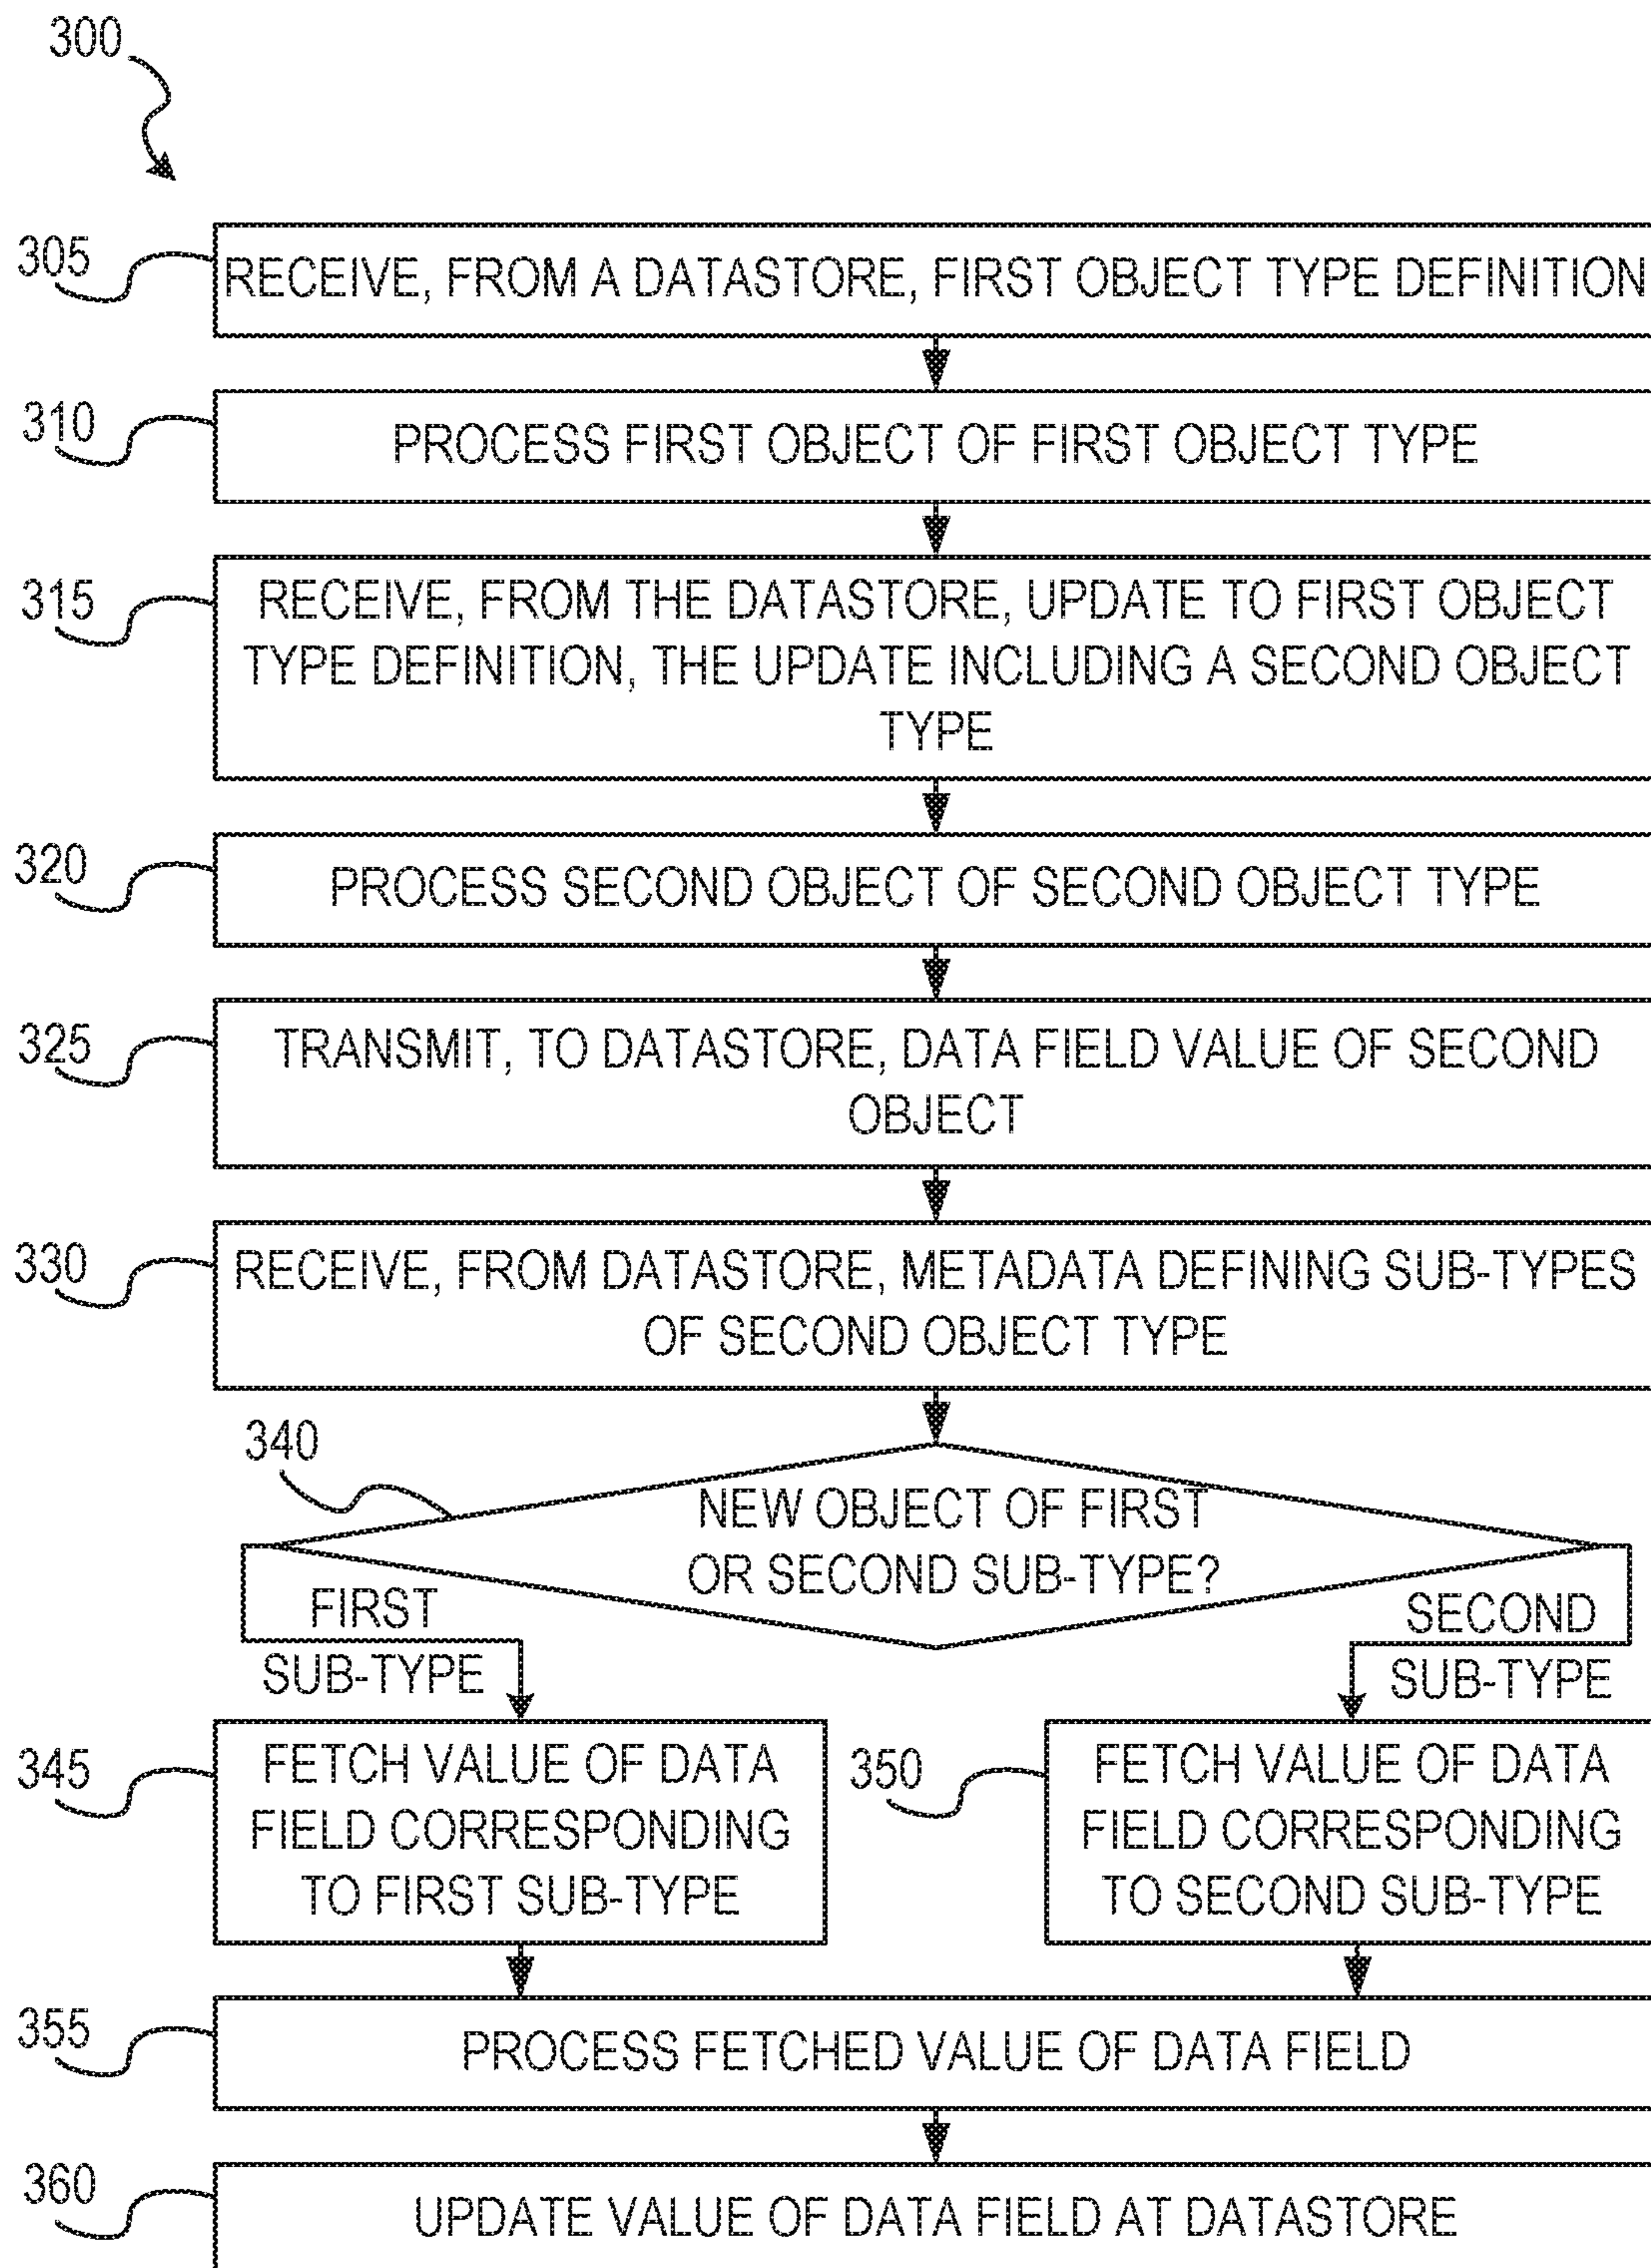 300
305
RECEIVE, FROM A DATASTORE, FIRST OBJECT TYPE DEFINITION
310
PROCESS FIRST OBJECT OF FIRST OBJECT TYPE
315
RECEIVE, FROM THE DATASTORE, UPDATE TO FIRST OBJECT
TYPE DEFINITION, THE UPDATE INCLUDING A SECOND OBJECT
TYPE
320
PROCESS SECOND OBJECT OF SECOND OBJECT TYPE
325
TRANSMIT, TO DATASTORE, DATA FIELD VALUE OF SECOND
OBJECT
330
RECEIVE, FROM DATASTORE, METADATA DEFINING SUB-TYPES
OF SECOND OBJECT TYPE
340
NEW OBJECT OF FIRST
OR SECOND SUB-TYPE?
FIRST
SUB-TYPE
SECOND
SUB-TYPE
345
FETCH VALUE OF DATA
FIELD CORRESPONDING
TO FIRST SUB-TYPE
350
FETCH VALUE OF DATA
FIELD CORRESPONDING
TO SECOND SUB-TYPE
355
PROCESS FETCHED VALUE OF DATA FIELD
360
UPDATE VALUE OF DATA FIELD AT DATASTORE